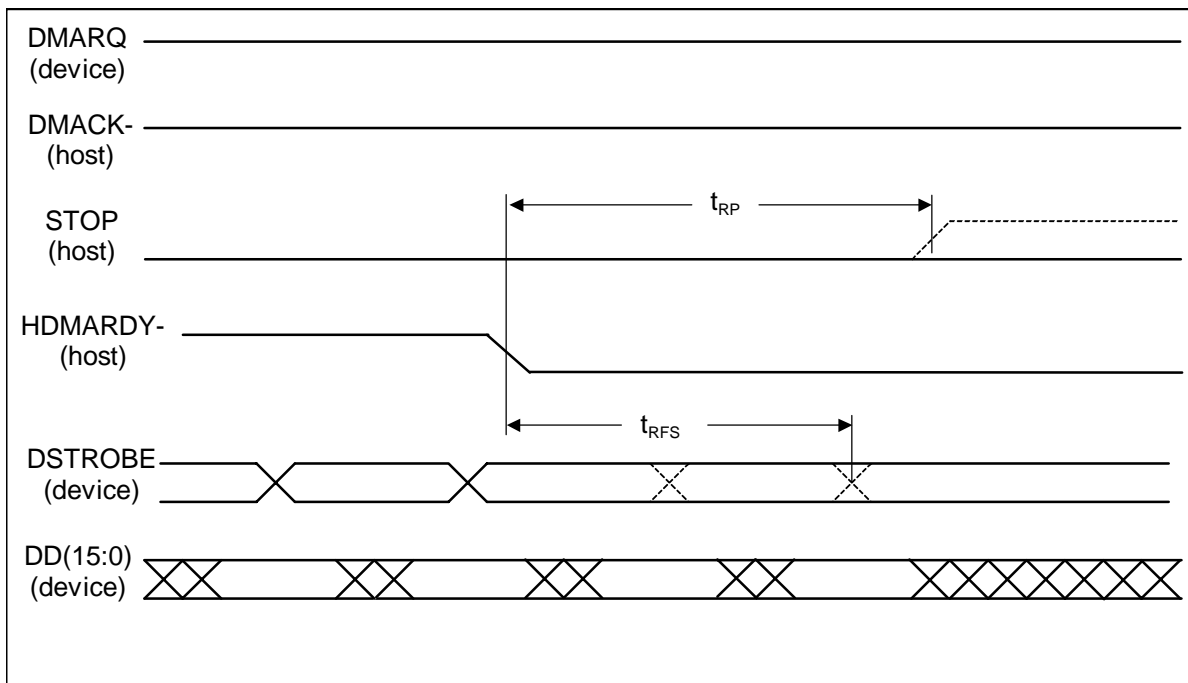 DMARQ
(device)
DMACK-
(host)
tRP
STOP
(host)
HDMARDY-
(host)
tRFS
DSTROBE
(device)
DD(15:0)
(device)